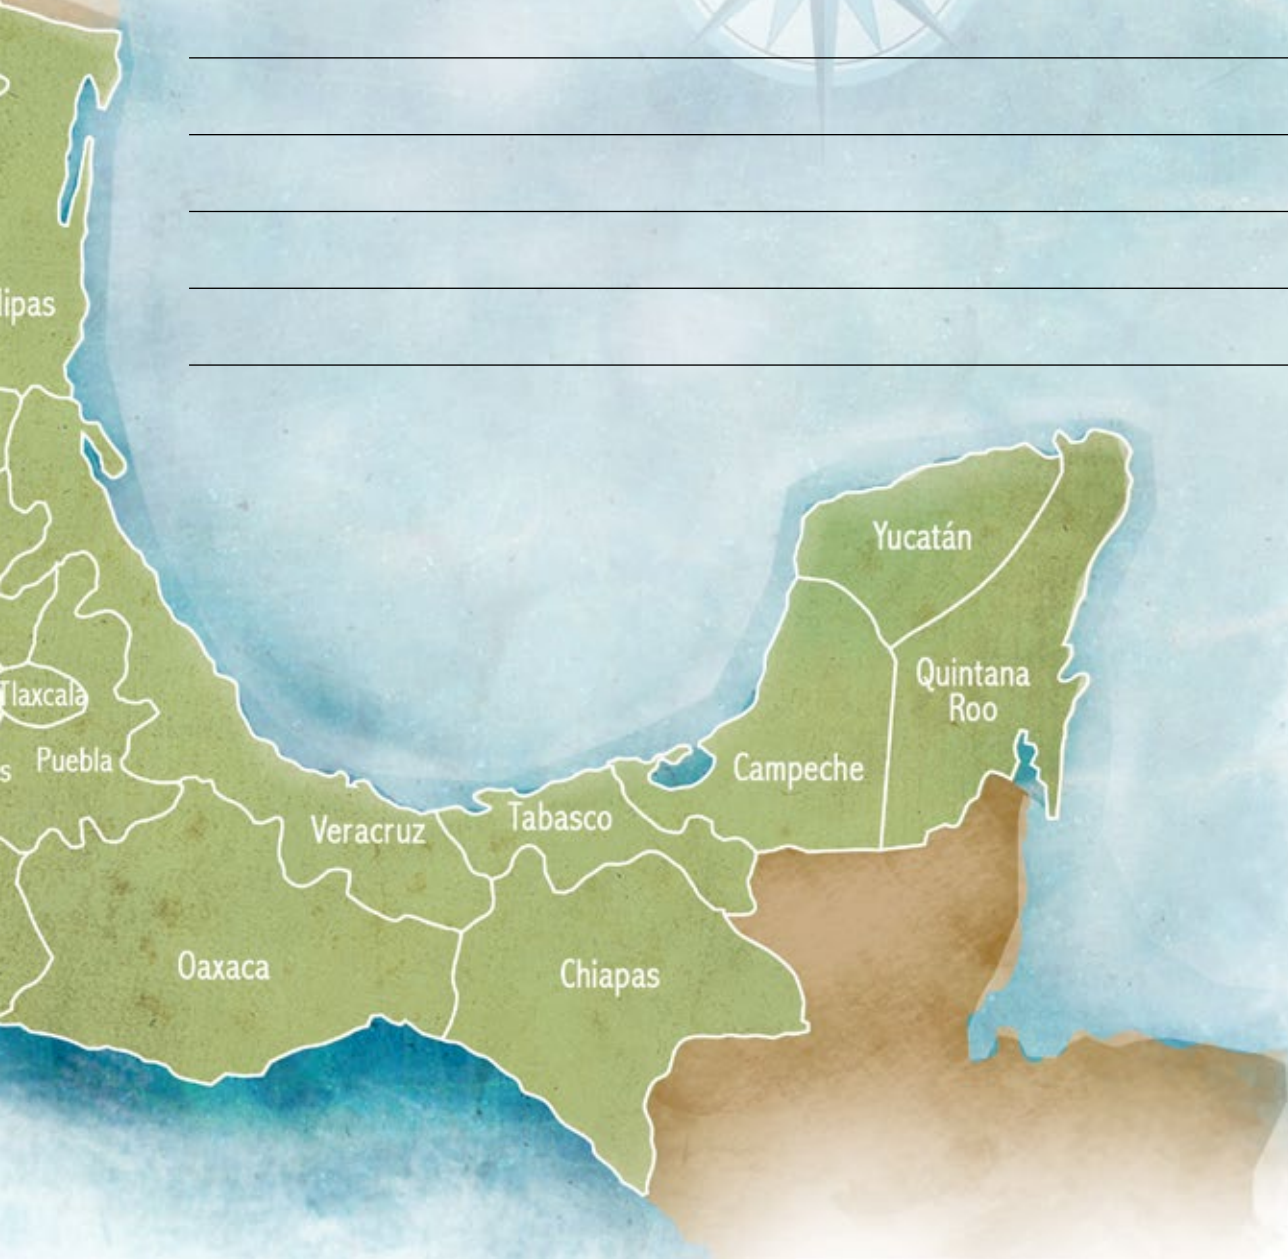 lipas
Yucatán
Quintana
Roo
Tlaxcala
s
Puebla
Campeche
Tabasco
Veracruz
Oaxaca
Chiapas